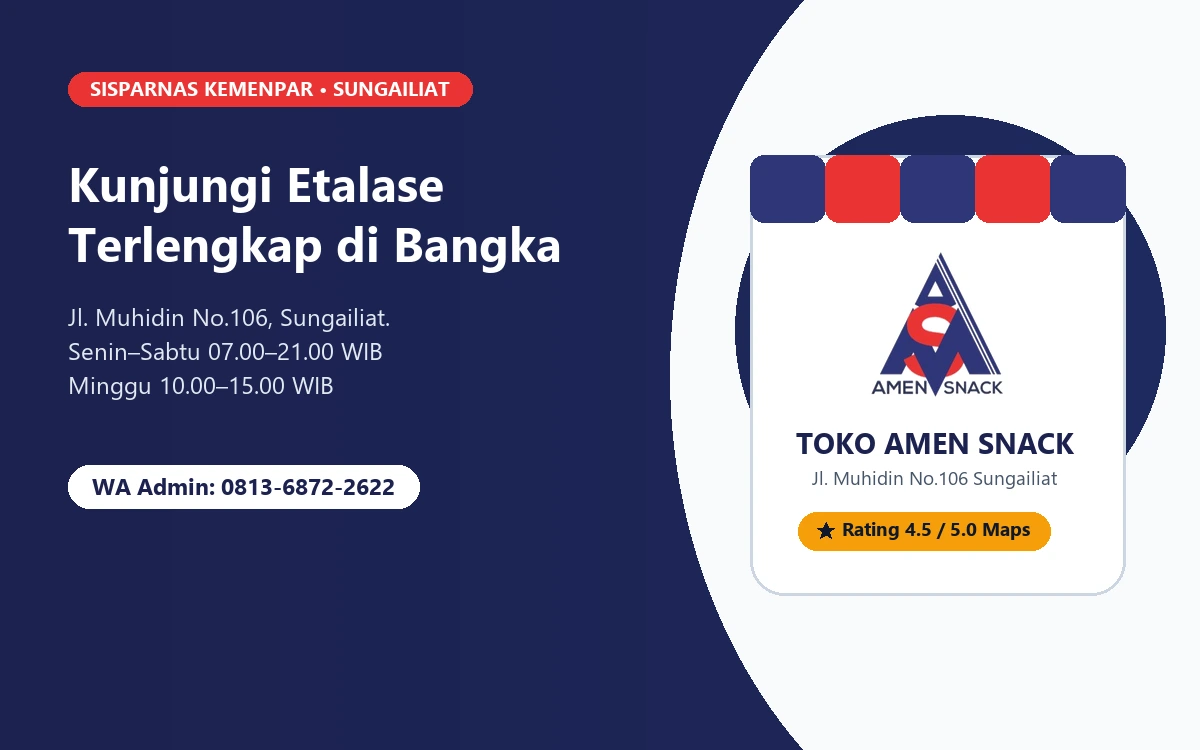 SISPARNAS KEMENPAR • SUNGAILIAT
Kunjungi Etalase
Terlengkap di Bangka
Jl. Muhidin No.106, Sungailiat.
Senin–Sabtu 07.00–21.00 WIB
Minggu 10.00–15.00 WIB
WA Admin: 0813-6872-2622
ASA
AMEN SNACK
TOKO AMEN SNACK
Jl. Muhidin No.106 Sungailiat
★ Rating 4.5 / 5.0 Maps